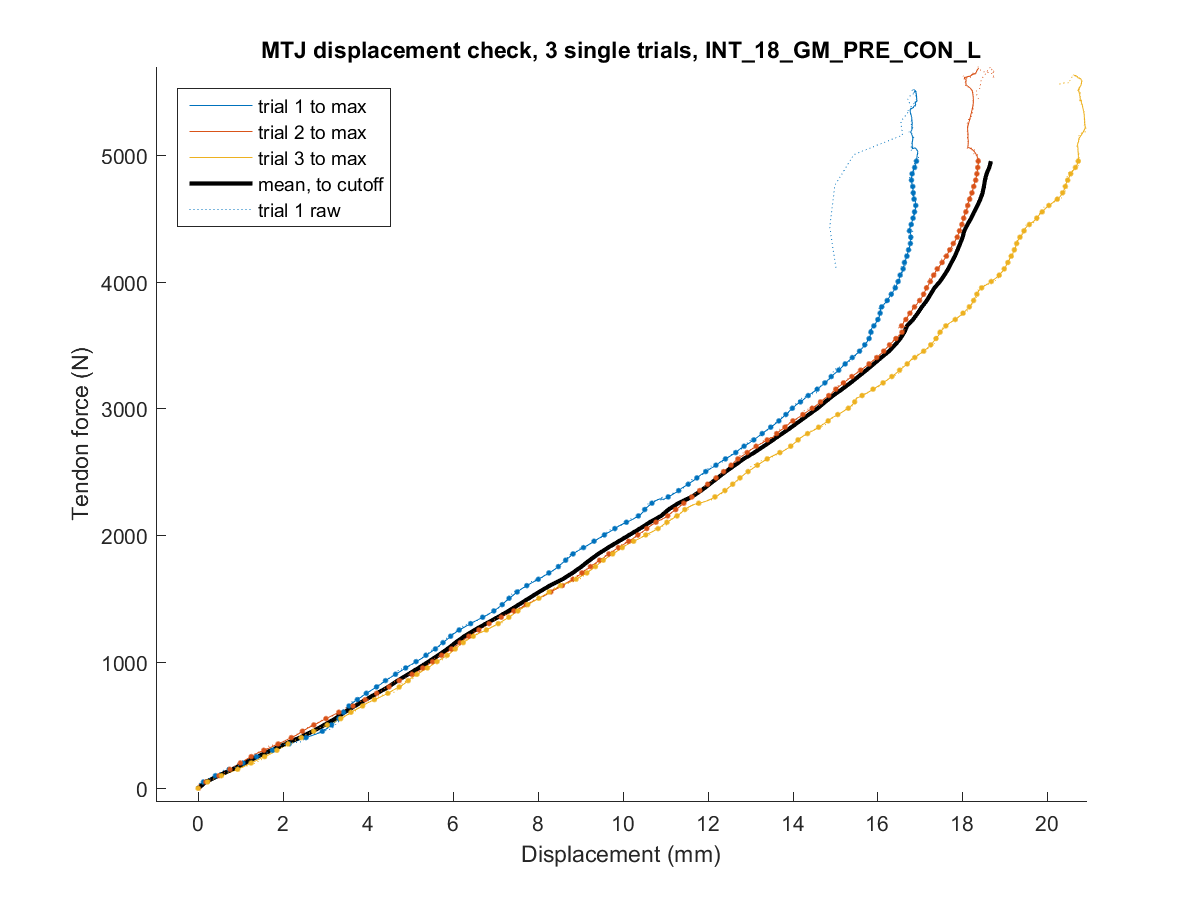 MTJ displacement check, 3 single trials, INT_18_GM_PRE_CON_L
trial 1 to max
trial 2 to max
trial 3 to max
mean, to cutoff
trial 1 raw
5000
4000
3000
2000
1000
0
Tendon force (N)
0 2 4 6 8 10 12 14 16 18 20
Displacement (mm)